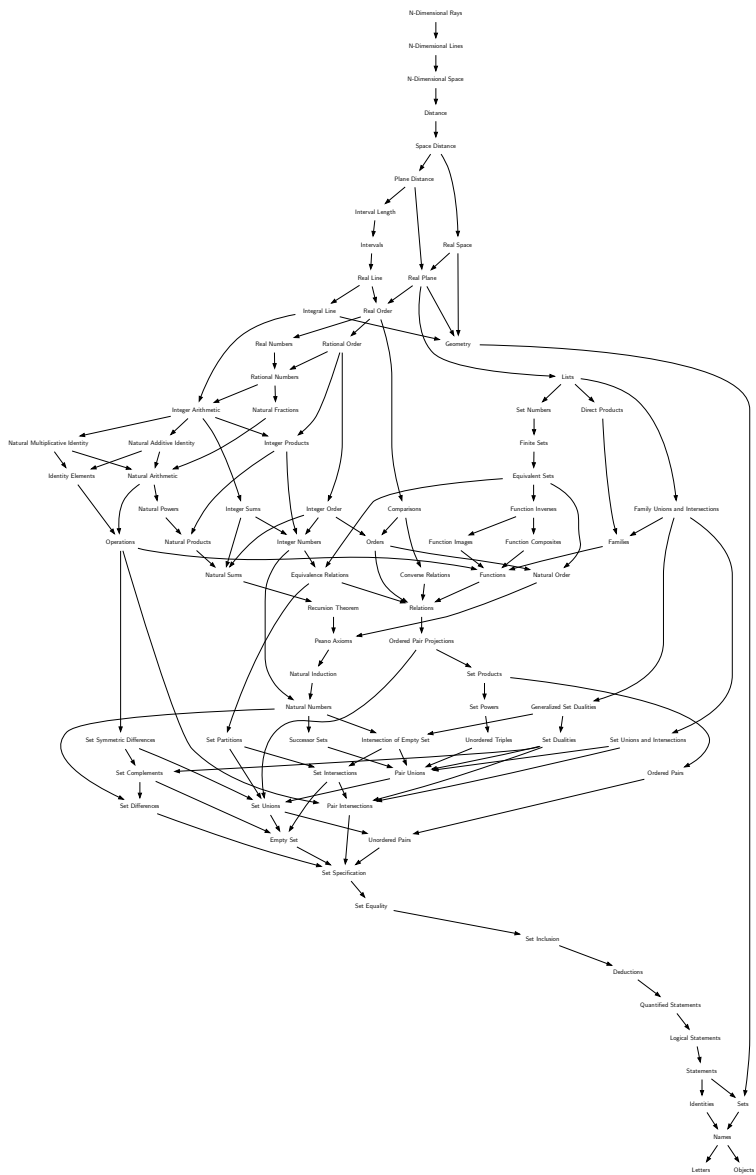 N-Dimensional Rays
N-Dimensional Lines
N-Dimensional Space
Distance
Space Distance
Plane Distance
Interval Length
Intervals Real Space
Real Line Real Plane
Integral Line Real Order
Real Numbers Rational Order Geometry
Rational Numbers Lists
Integer Arithmetic Natural Fractions Set Numbers Direct Products
Natural Multiplicative Identity Natural Additive Identity Integer Products Finite Sets
Identity Elements Natural Arithmetic Equivalent Sets
Natural Powers Integer Sums Integer Order Comparisons Function Inverses Family Unions and Intersections
Operations Natural Products Integer Numbers Orders Function Images Function Composites Families
Natural Sums Equivalence Relations Converse Relations Functions Natural Order
Recursion Theorem Relations
Peano Axioms Ordered Pair Projections
Natural Induction Set Products
Natural Numbers Set Powers Generalized Set Dualities
Set Symmetric Differences Set Partitions Successor Sets Intersection of Empty Set Unordered Triples Set Dualities Set Unions and Intersections
Set Complements Set Intersections Pair Unions Ordered Pairs
Set Differences Set Unions Pair Intersections
Empty Set Unordered Pairs
Set Specification
Set Equality
Set Inclusion
Deductions
Quantified Statements
Logical Statements
Statements
Identities Sets
Names
Letters Objects